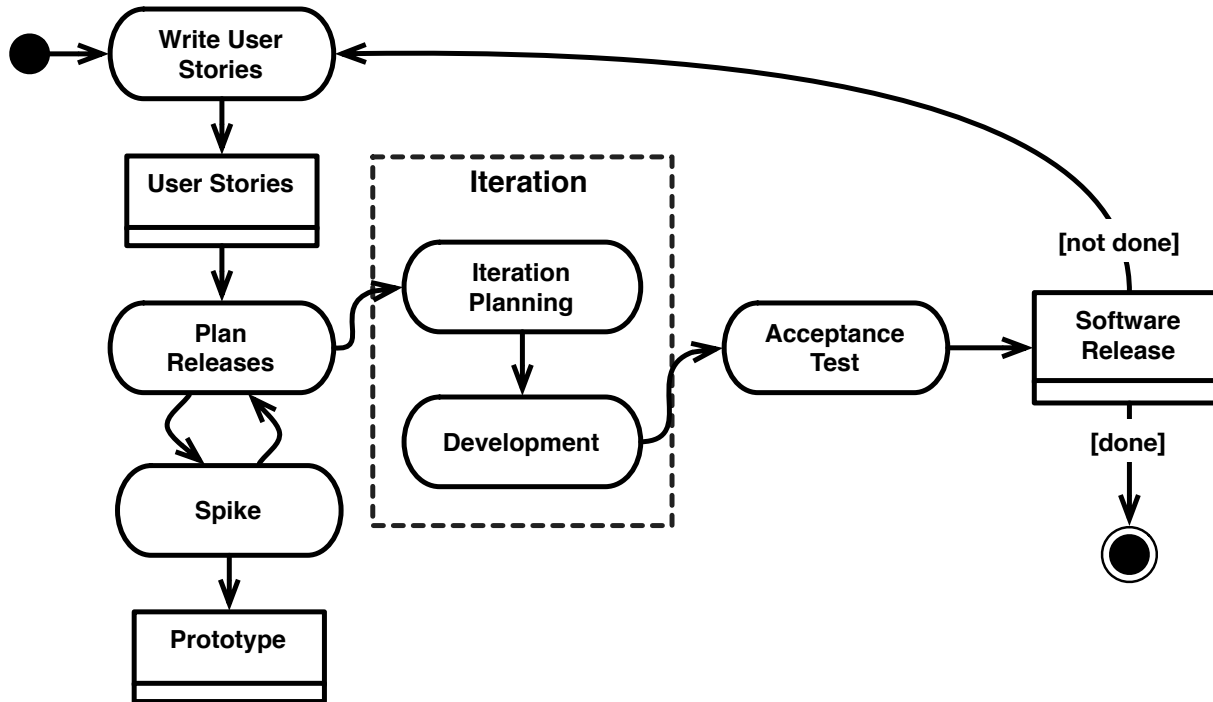 Write User
Stories
User Stories
Plan
Releases
Spike
Prototype
Iteration
Iteration
Planning
Development
Acceptance
Test
[not done]
Software
Release
[done]